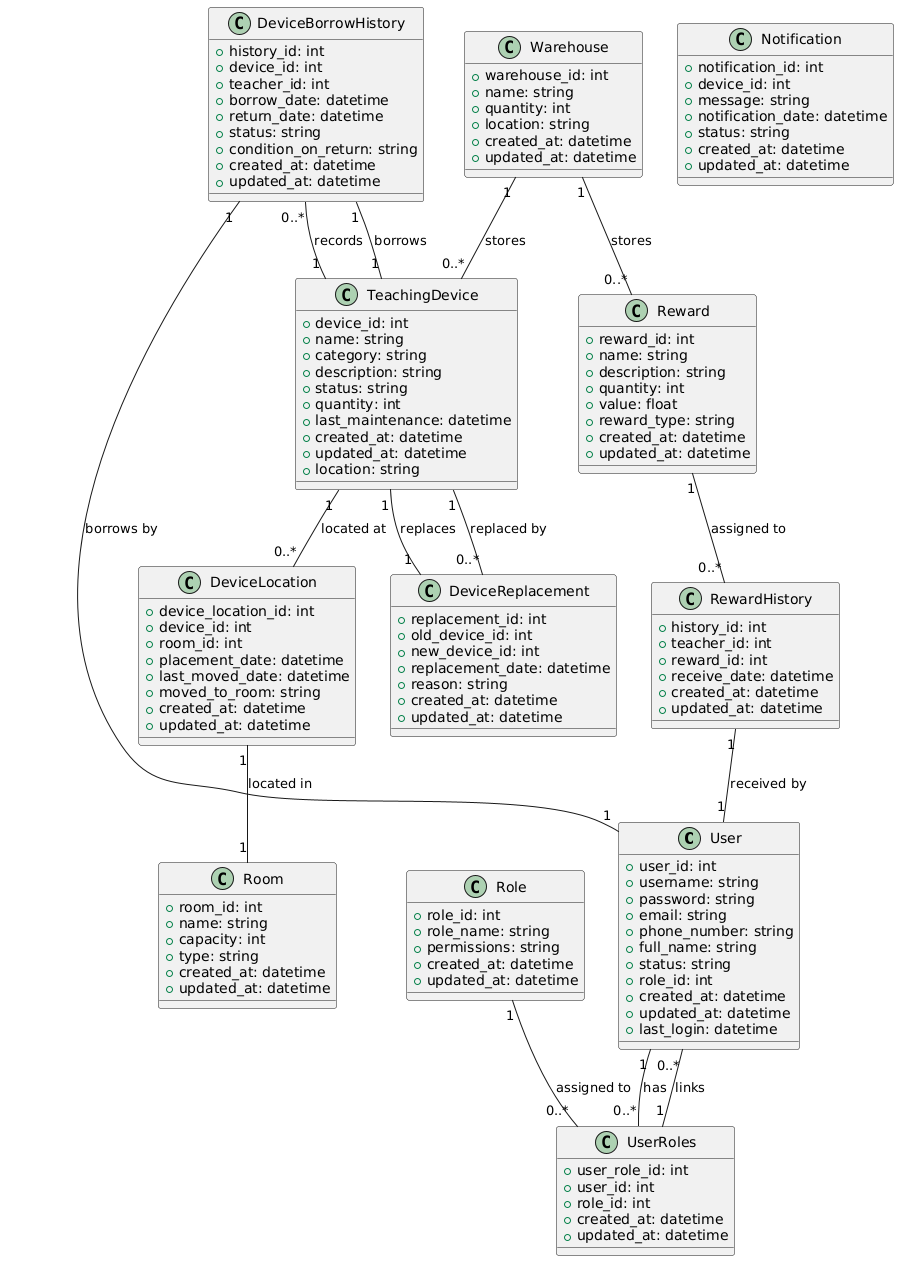 C DeviceBorrowHistory
history_id: int
device_id: int
teacher_id: int
borrow_date: datetime
return_date: datetime
status: string
condition_on_return: string
created_at: datetime
updated_at: datetime
C Warehouse
warehouse_id: int
name: string
quantity: int
location: string
created_at: datetime
updated_at: datetime
C Notification
notification_id: int
device_id: int
message: string
notification_date: datetime
status: string
created_at: datetime
updated_at: datetime
1
0..*
1
1
1
records
borrows
stores
stores
1
1
0..*
0..*
C TeachingDevice
device_id: int
name: string
category: string
description: string
status: string
quantity: int
last_maintenance: datetime
created_at: datetime
updated_at: datetime
location: string
C Reward
reward_id: int
name: string
description: string
quantity: int
value: float
reward_type: string
created_at: datetime
updated_at: datetime
1
1
1
1
borrows by
located at
replaces
replaced by
assigned to
0..*
1
0..*
0..*
C DeviceLocation
device_location_id: int
device_id: int
room_id: int
placement_date: datetime
last_moved_date: datetime
moved_to_room: string
created_at: datetime
updated_at: datetime
C DeviceReplacement
replacement_id: int
old_device_id: int
new_device_id: int
replacement_date: datetime
reason: string
created_at: datetime
updated_at: datetime
C RewardHistory
history_id: int
teacher_id: int
reward_id: int
receive_date: datetime
created_at: datetime
updated_at: datetime
1
1
located in
received by
1
1
1
C Room
room_id: int
name: string
capacity: int
type: string
created_at: datetime
updated_at: datetime
C Role
role_id: int
role_name: string
permissions: string
created_at: datetime
updated_at: datetime
C User
user_id: int
username: string
password: string
email: string
phone_number: string
full_name: string
status: string
role_id: int
created_at: datetime
updated_at: datetime
last_login: datetime
1
1
0..*
assigned to
has
links
0..*
0..*
1
C UserRoles
user_role_id: int
user_id: int
role_id: int
created_at: datetime
updated_at: datetime